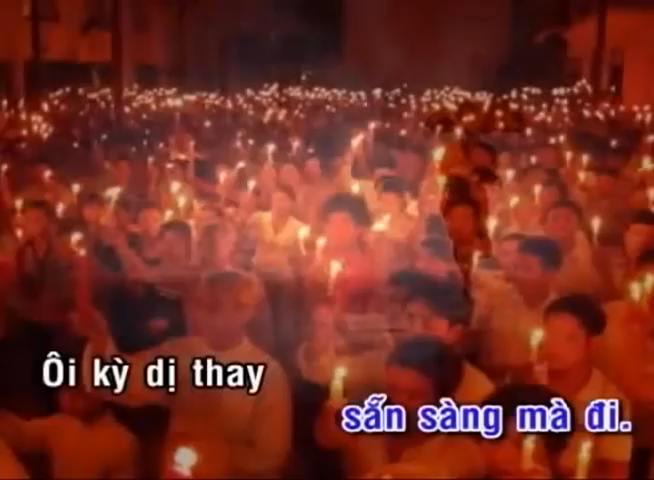 Ôi kỳ dị thay
sẵn sàng mà đi.